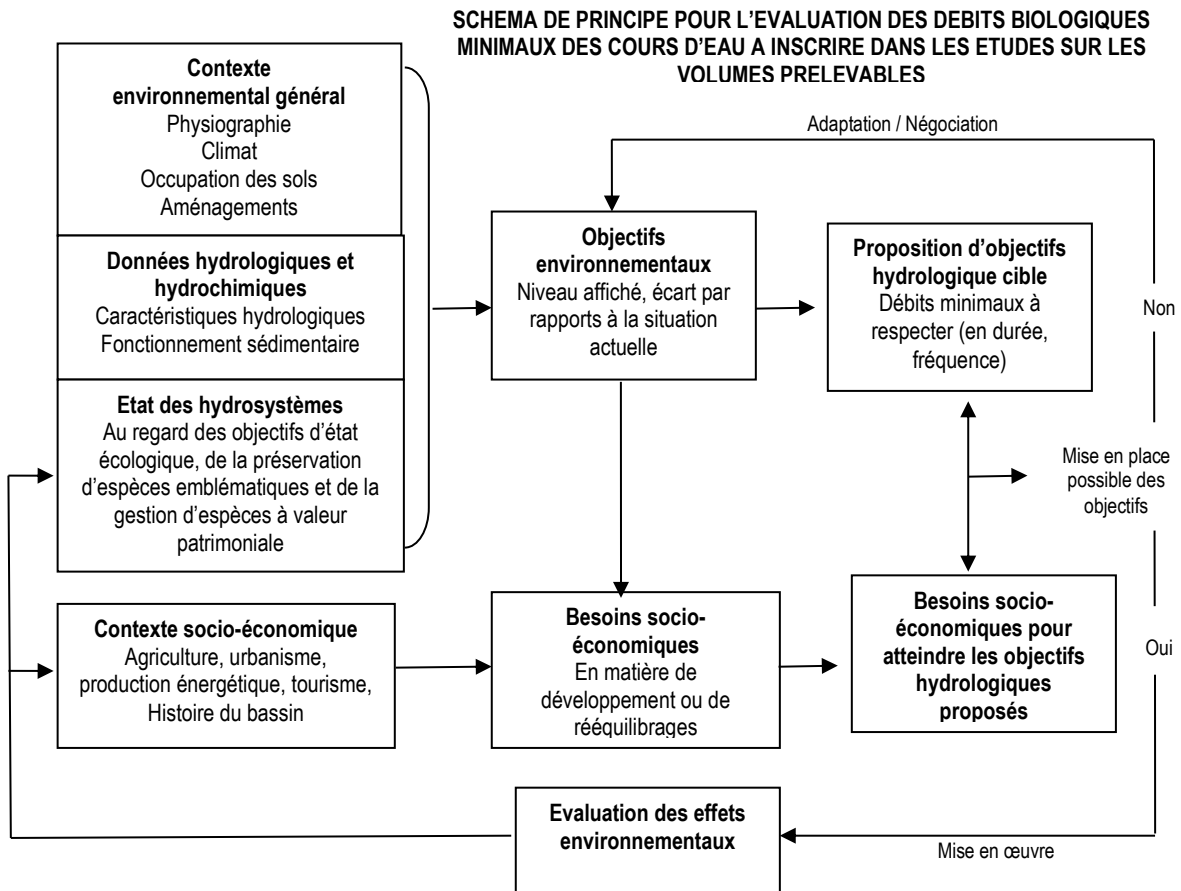 SCHEMA DE PRINCIPE POUR L'EVALUATION DES DEBITS BIOLOGIQUES
MINIMAUX DES COURS D'EAU A INSCRIRE DANS LES ETUDES SUR LES
VOLUMES PRELEVABLES
Contexte
environnemental général
Physiographie
Climat
Occupation des sols
Aménagements
Données hydrologiques et
hydrochimiques
Caractéristiques hydrologiques
Fonctionnement sédimentaire
Etat des hydrosystèmes
Au regard des objectifs d'état
écologique, de la préservation
d'espèces emblématiques et de la
gestion d'espèces à valeur
patrimoniale
Adaptation / Négociation
Objectifs
environnementaux
Niveau affiché, écart par
rapports à la situation
actuelle
Proposition d'objectifs
hydrologique cible
Débits minimaux à
respecter (en durée,
fréquence)
Non
Mise en place
possible des
objectifs
Oui
Contexte socio-économique
Agriculture, urbanisme,
production énergétique, tourisme,
Histoire du bassin
Besoins socio-
économiques
En matière de
développement ou de
rééquilibrages
Besoins socio-
économiques pour
atteindre les objectifs
hydrologiques
proposés
Evaluation des effets
environnementaux
Mise en œuvre